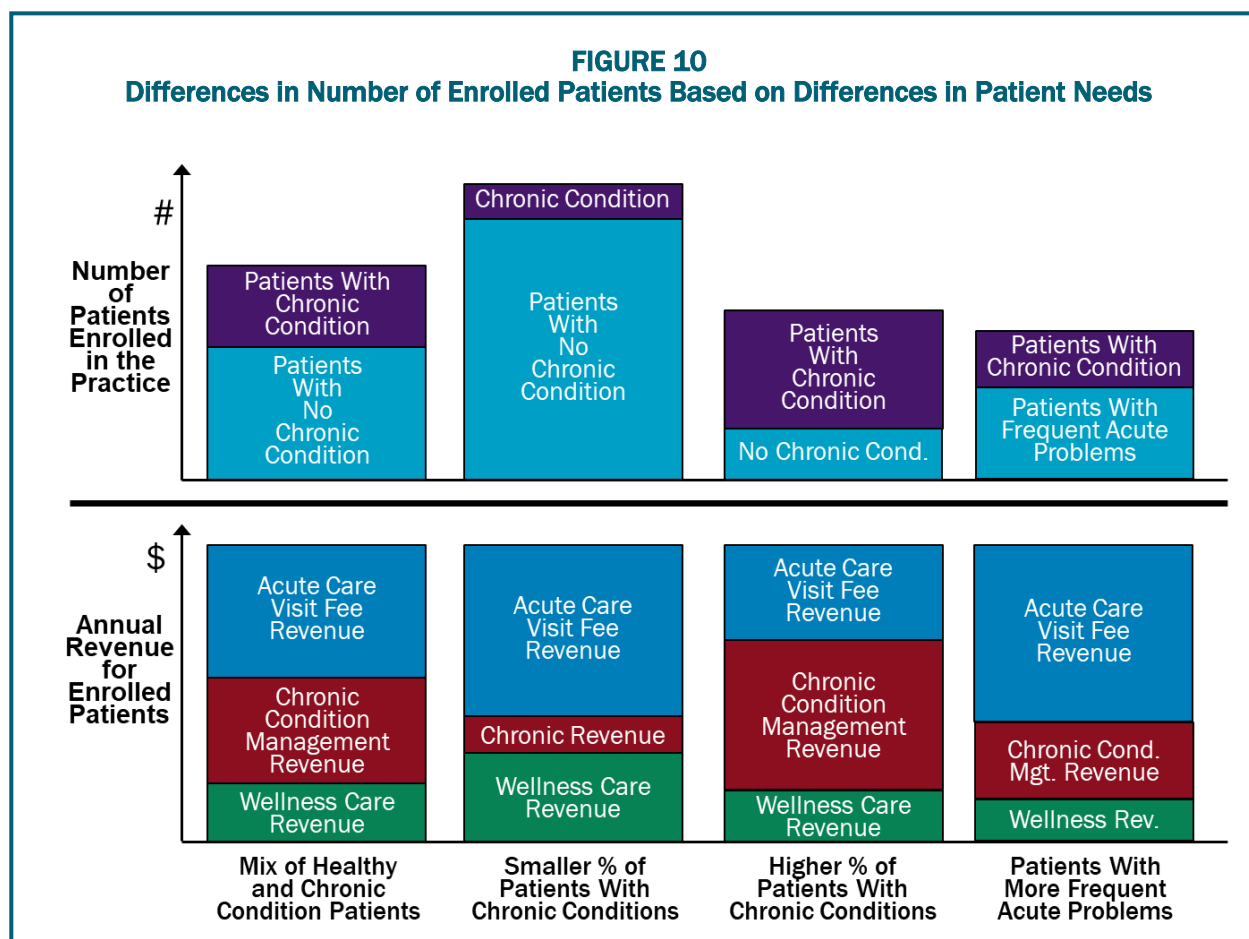 FIGURE 10
Differences in Number of Enrolled Patients Based on Differences in Patient Needs
#
Number
of
Patients
Enrolled
in the
Practice
Patients With
Chronic
Condition
Patients
With
No
Chronic
Condition
Chronic Condition
Patients
With
No
Chronic
Condition
Patients
With
Chronic
Condition
No Chronic Cond.
Patients With
Chronic Condition
Patients With
Frequent Acute
Problems
$
Annual
Revenue
for
Enrolled
Patients
Acute Care
Visit Fee
Revenue
Chronic
Condition
Management
Revenue
Wellness Care
Revenue
Acute Care
Visit Fee
Revenue
Chronic Revenue
Wellness Care
Revenue
Acute Care
Visit Fee
Revenue
Chronic
Condition
Management
Revenue
Wellness Care
Revenue
Acute Care
Visit Fee
Revenue
Chronic Cond.
Mgt. Revenue
Wellness Rev.
Mix of Healthy
and Chronic
Condition Patients
Smaller % of
Patients With
Chronic Conditions
Higher % of
Patients With
Chronic Conditions
Patients With
More Frequent
Acute Problems